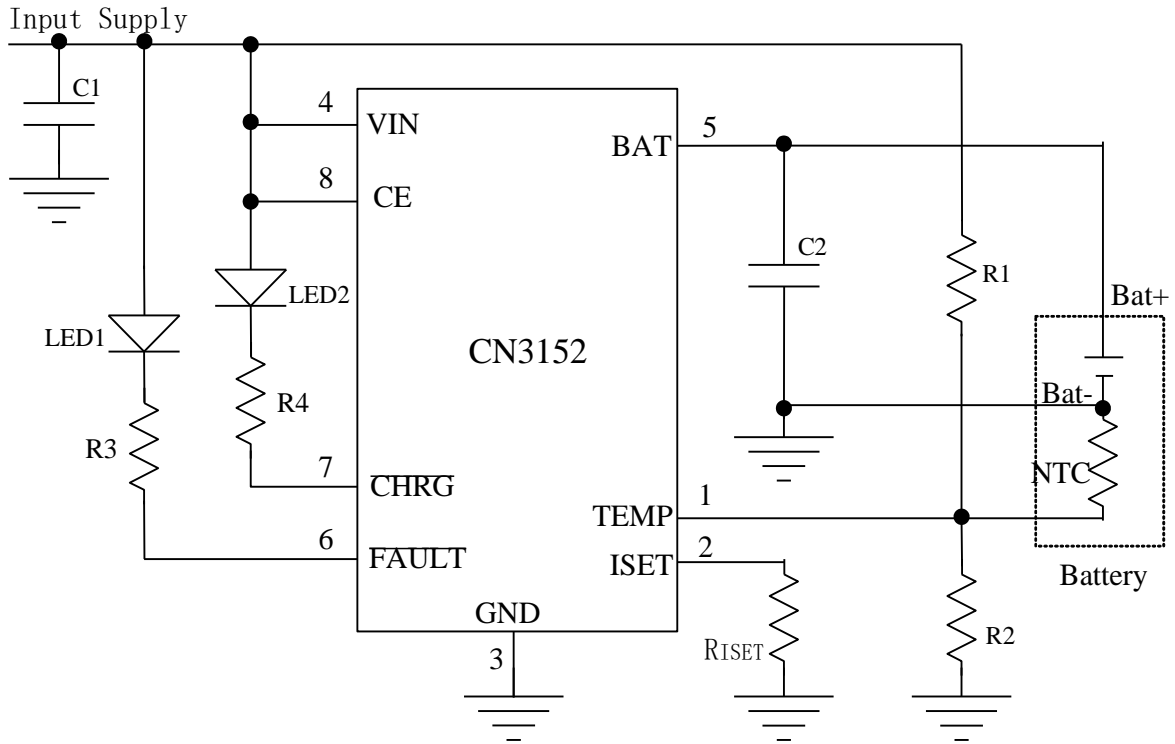 Input Supply
C1
4
VIN
5
BAT
8
CE
C2
R1
LED2
Bat+
LED1
CN3152
R4
Bat-
R3
7
CHRG
NTC
1
TEMP
6
FAULT
2
ISET
Battery
GND
RISET
R2
3